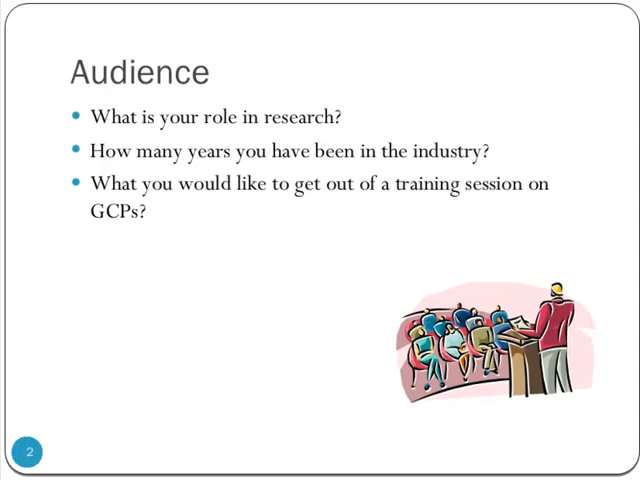 Audience
What is your role in research?
How many years you have been in the industry?
What you would like to get out of a training session on
GCPs?
2